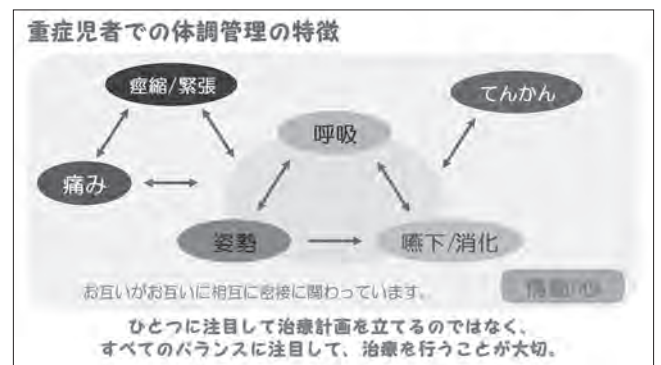 重症児者での体調管理の特徴
痙縮/緊張
てんかん
呼吸
痛み
姿勢
嚥下/消化
お互いがお互いに相互に密接に関わっています。
情動/心
ひとつに注目して治療計画を立てるのではなく、
すべてのバランスに注目して、治療を行うことが大切。